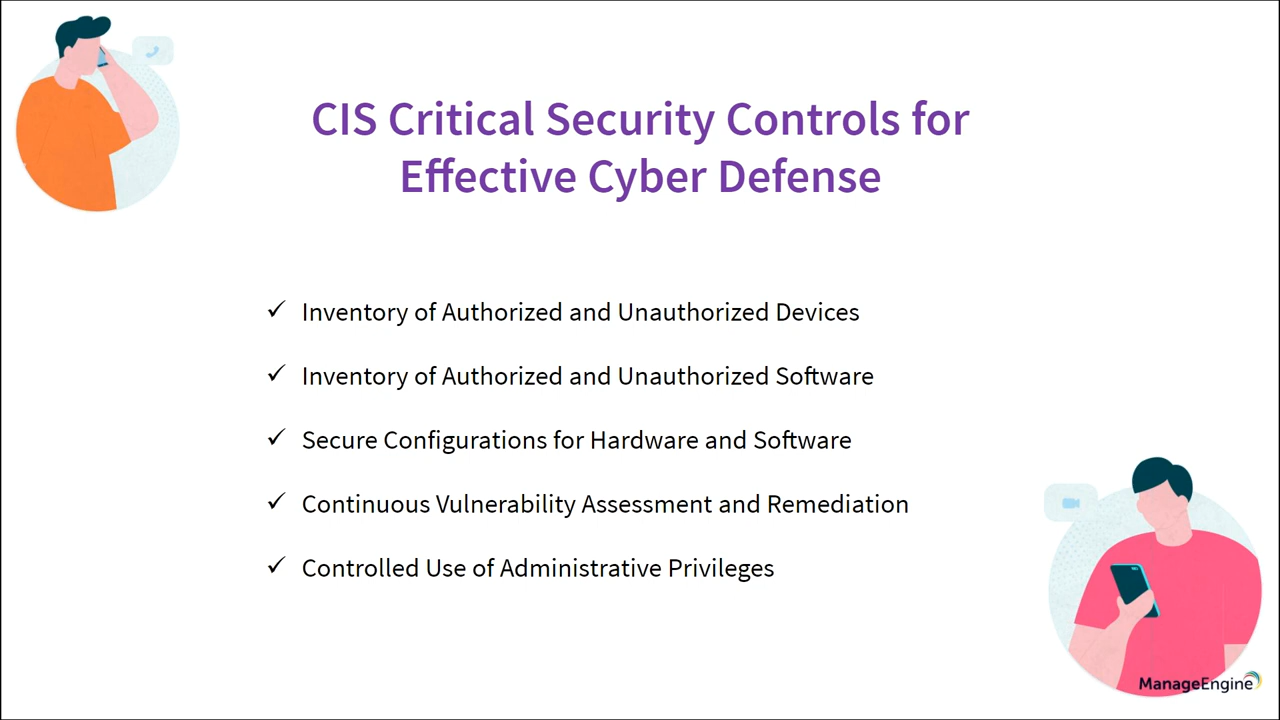 CIS Critical Security Controls for
Effective Cyber Defense
✓ Inventory of Authorized and Unauthorized Devices
✓ Inventory of Authorized and Unauthorized Software
✓ Secure Configurations for Hardware and Software
✓ Continuous Vulnerability Assessment and Remediation
✓ Controlled Use of Administrative Privileges
ManageEngine